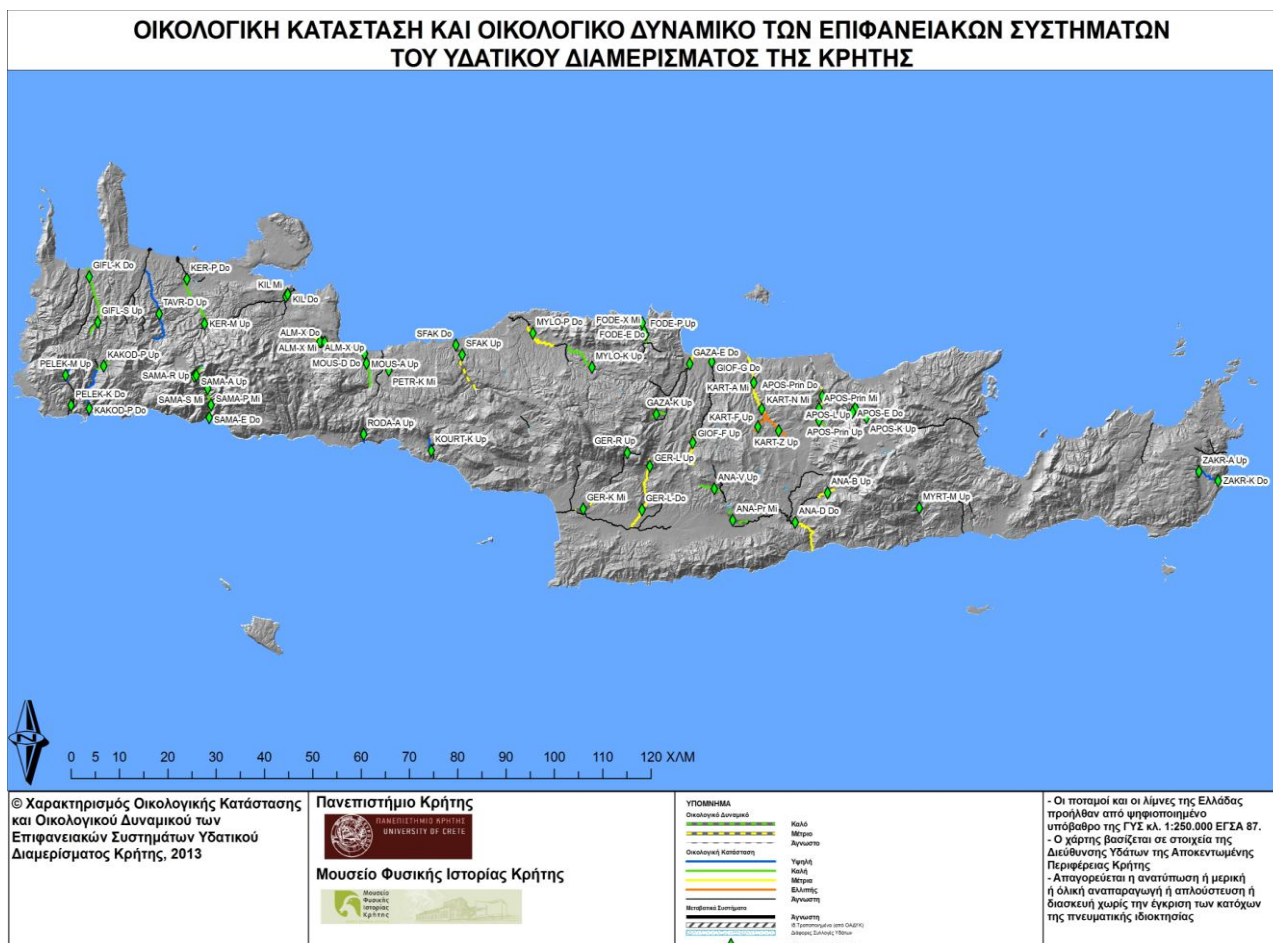 ΟΙΚΟΛΟΓΙΚΗ ΚΑΤΑΣΤΑΣΗ ΚΑΙ ΟΙΚΟΛΟΓΙΚΟ ΔΥΝΑΜΙΚΟ ΤΩΝ ΕΠΙΦΑΝΕΙΑΚΩΝ ΣΥΣΤΗΜΑΤΩΝ
ΤΟΥ ΥΔΑΤΙΚΟΥ ΔΙΑΜΕΡΙΣΜΑΤΟΣ ΤΗΣ ΚΡΗΤΗΣ
GIFL-K Do
KER-P Do
KIL Mi
KIL Do
TAVR-D Up
GIFL-S Up
KER-M Up
ALM-X Do
ALM-X Mi
ALM-X Up
SFAK Do
SFAK Up
MYLO-P Do
FODE-X Mi
FODE-P Up
FODE-E Do
MYLO-K Up
GAZA-E Do
GIOF-G Do
KAKOD-P Up
PELEK-M Up
SAMA-R Up
SAMA-A Up
MOUS-D Do
MOUS-A Up
PETR-K Mi
KART-A Mi
APOS-Prin Do
KART-N Mi
APOS-Prin Mi
PELEK-K Do
KAKOD-P Do
SAMA-S Mi
SAMA-P Mi
SAMA-E Do
GAZA-K Up
KART-F Up
APOS-L Up
APOS-E Do
APOS-K Up
APOS-Prin Up
RODA-A Up
KOURT-K Up
GER-R Up
GIOF-F Up
KART-Z Up
GER-L Up
ANA-V Up
ANA-B Up
ZAKR-A Up
ZAKR-K Do
GER-K Mi
GER-L-Do
ANA-Pr Mi
ANA-D Do
MYRT-M Up
N
0 5 10 20 30 40 50 60 70 80 90 100 110 120 ΧΛΜ
© Χαρακτηρισμός Οικολογικής Κατάστασης
και Οικολογικού Δυναμικού των
Επιφανειακών Συστημάτων Υδατικού
Διαμερίσματος Κρήτης, 2013
Πανεπιστήμιο Κρήτης
ΠΑΝΕΠΙΣΤΗΜΙΟ ΚΡΗΤΗΣ
UNIVERSITY OF CRETE
Μουσείο Φυσικής Ιστορίας Κρήτης
Μουσείο
Φυσικής
Ιστορίας
Κρήτης
ΥΠΟΜΝΗΜΑ
Οικολογικό Δυναμικό
Καλό
Μέτριο
Άγνωστο
Οικολογική Κατάσταση
Υψηλή
Καλή
Μέτρια
Ελλιπής
Άγνωστη
Μεταβατικά Συστήματα
Άγνωστη
Διάφορες Συλλογές Υδάτων
- Οι ποταμοί και οι λίμνες της Ελλάδας
προήλθαν από ψηφιοποιημένο
υπόβαθρο της ΓΥΣ κλ. 1:250.000 ΕΓΣΑ 87.
- Ο χάρτης βασίζεται σε στοιχεία της
Διεύθυνσης Υδάτων της Αποκεντωμένης
Περιφέρειας Κρήτης
- Απαγορεύεται η ανατύπωση ή μερική
ή όλική αναπαραγωγή ή απλούστευση ή
διασκευή χωρίς την έγκριση των κατόχων
της πνευματικής ιδιοκτησίας